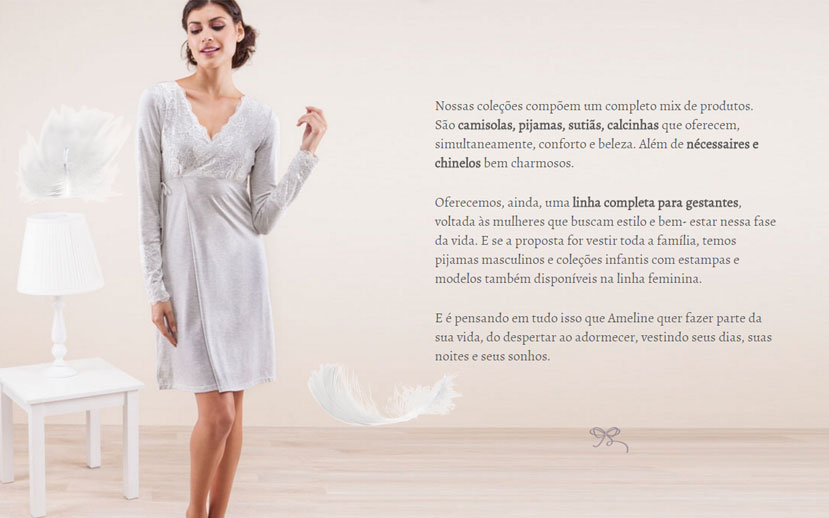 Nossas coleções compõem um completo mix de produtos.
São camisolas, pijamas, sutiãs, calcinhas que oferecem,
simultaneamente, conforto e beleza. Além de nécessaires e
chinelos bem charmosos.
Oferecemos, ainda, uma linha completa para gestantes,
voltada às mulheres que buscam estilo e bem- estar nessa fase
da vida. E se a proposta for vestir toda a família, temos
pijamas masculinos e coleções infantis com estampas e
modelos também disponíveis na linha feminina.
E é pensando em tudo isso que Ameline quer fazer parte da
sua vida, do despertar ao adormecer, vestindo seus dias, suas
noites e seus sonhos.